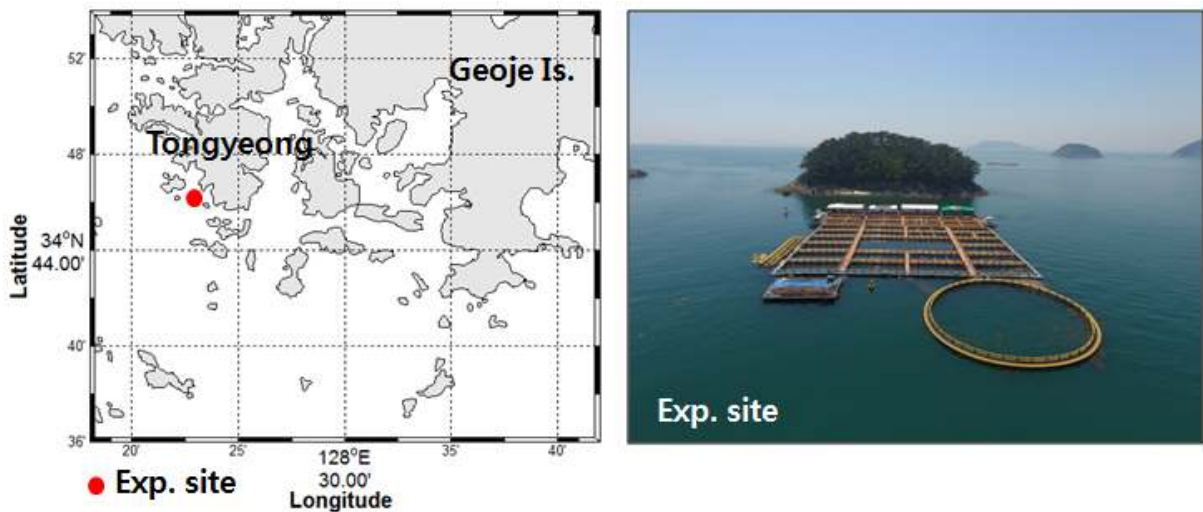 52'
Geoje Is.
Tongyeong
48'
Latitude
34°N
44.00'
40'
36'
20'
25'
128°E
30.00'
35'
40'
Longitude
Exp. site
Exp. site